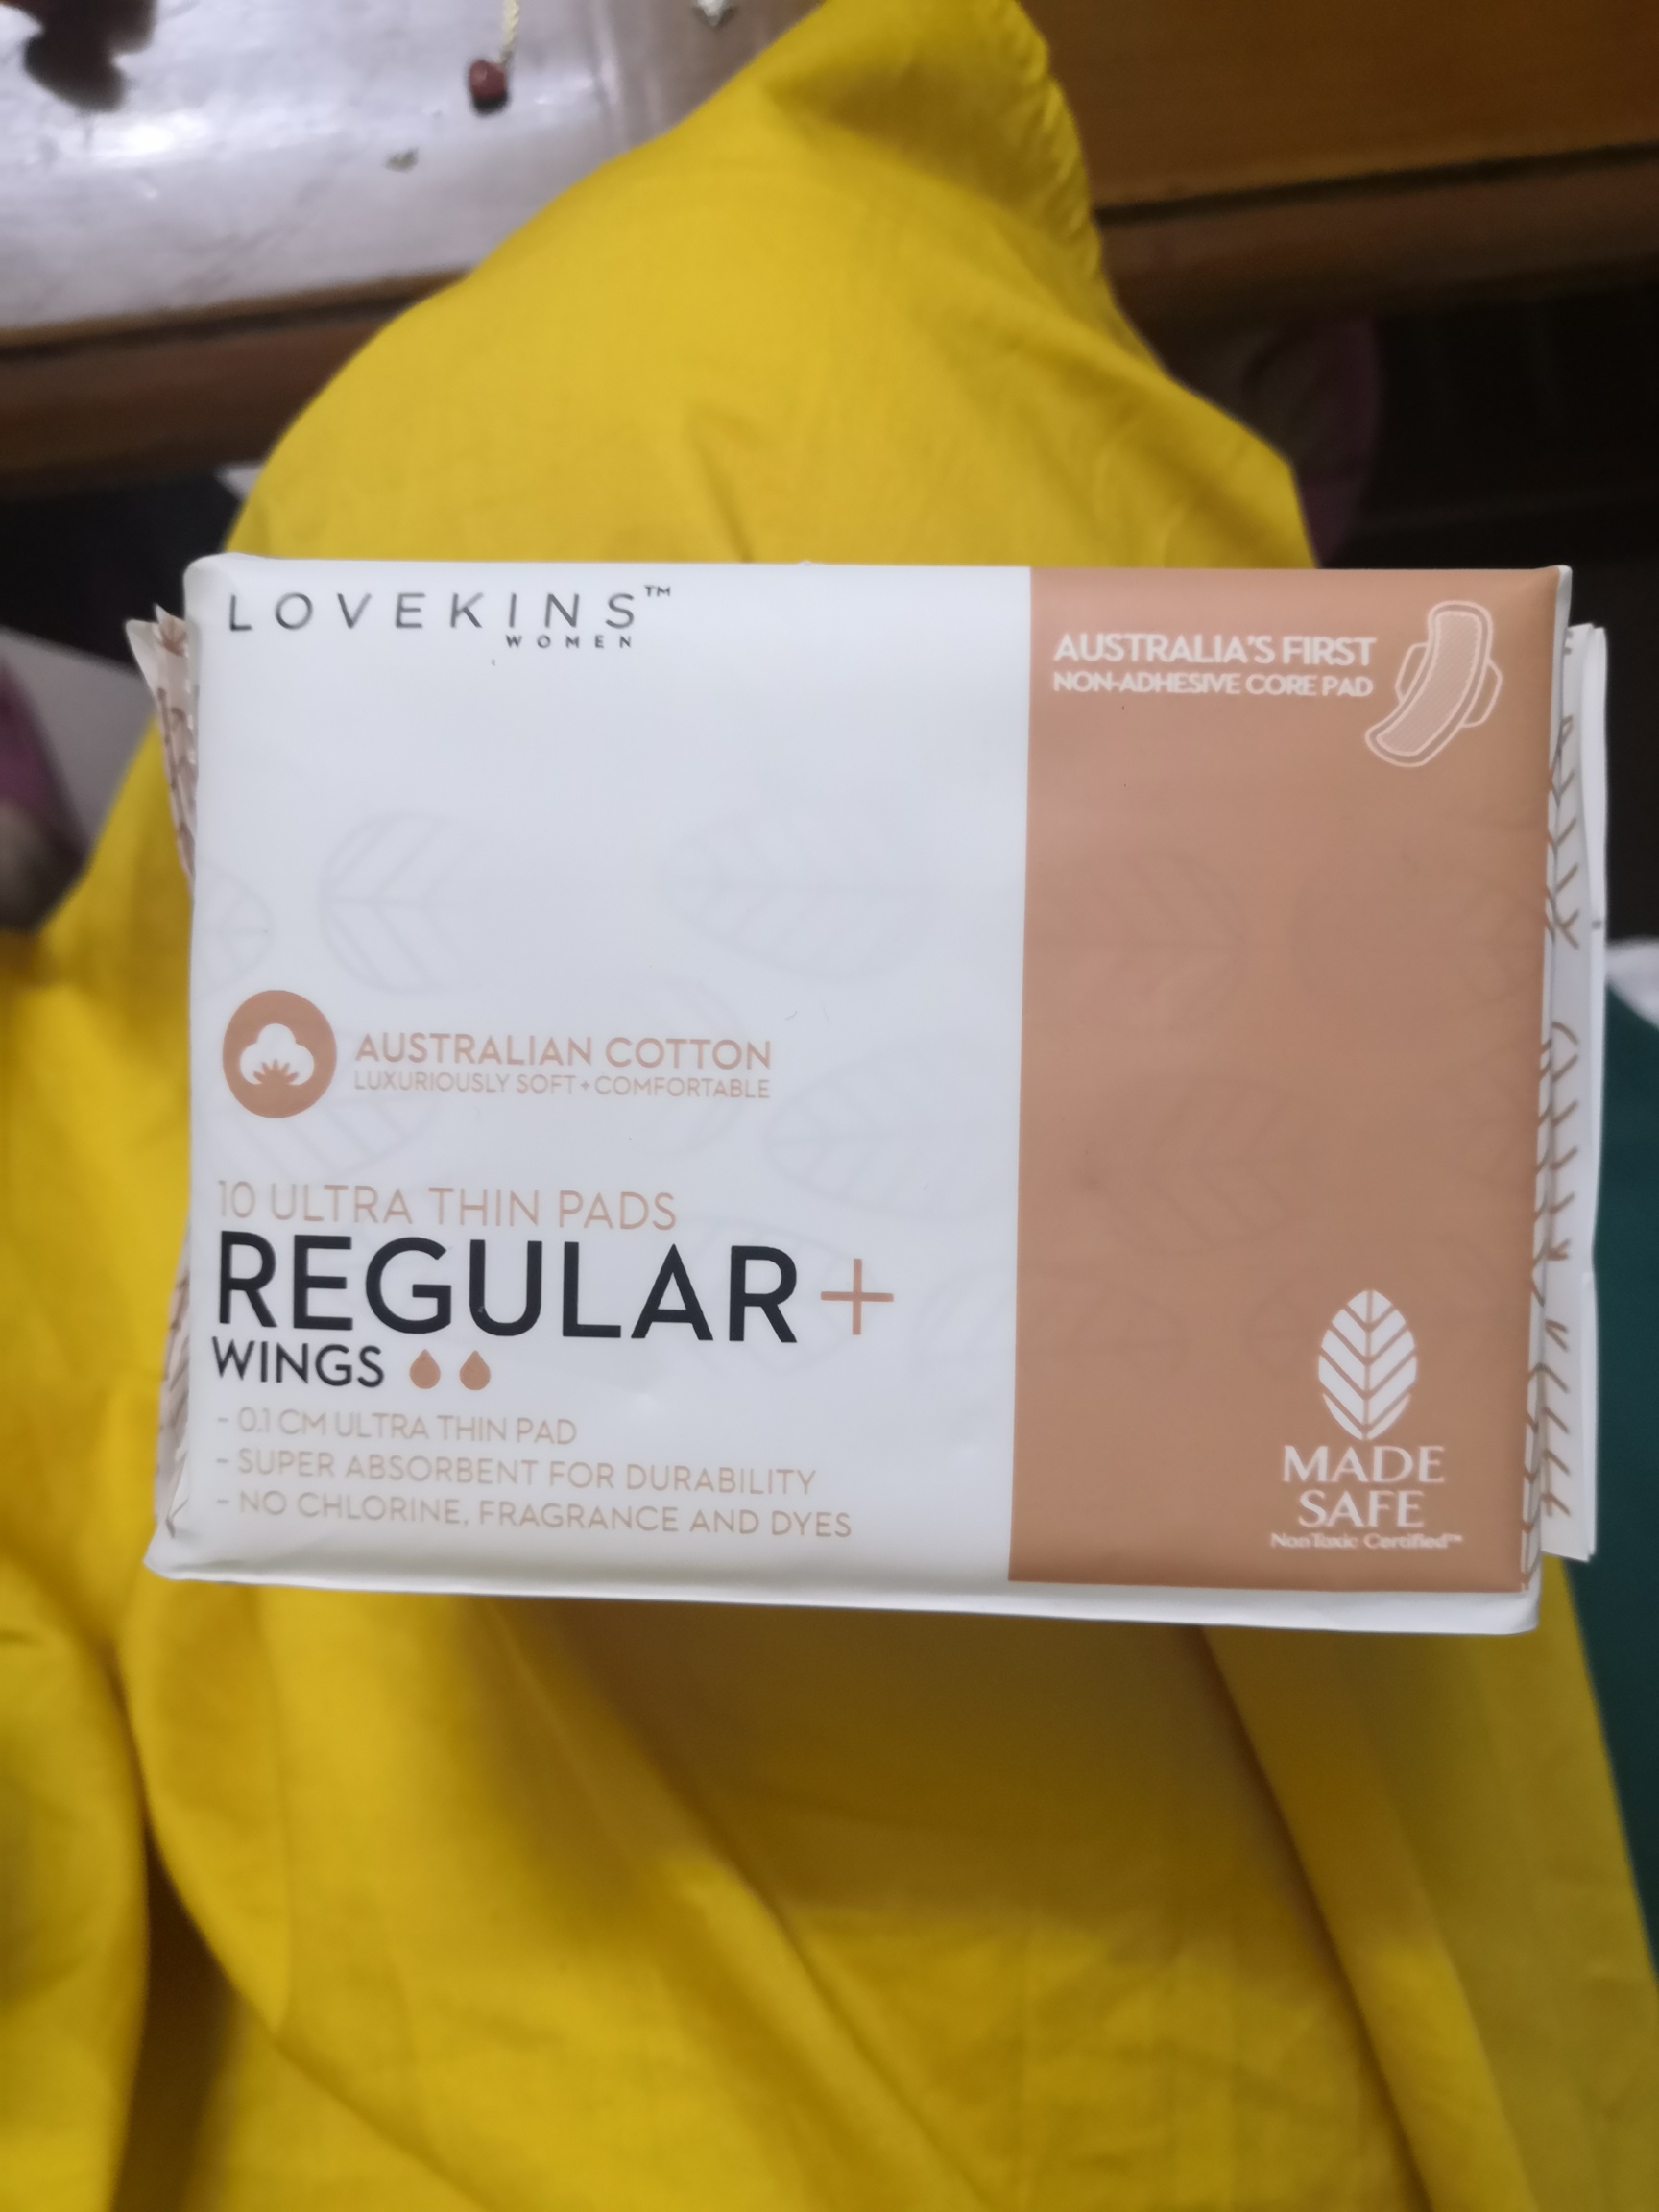 LOVEKINS™
WOMEN
AUSTRALIA'S FIRST
NON-ADHESIVE CORE PAD
AUSTRALIAN COTTON
LUXURIOUSLY SOFT + COMFORTABLE
10 ULTRA THIN PADS
REGULAR+
WINGS
- 0.1 CM ULTRA THIN PAD
- SUPER ABSORBENT FOR DURABILITY
- NO CHLORINE, FRAGRANCE AND DYES
MADE
SAFE
NonToxic Certified™